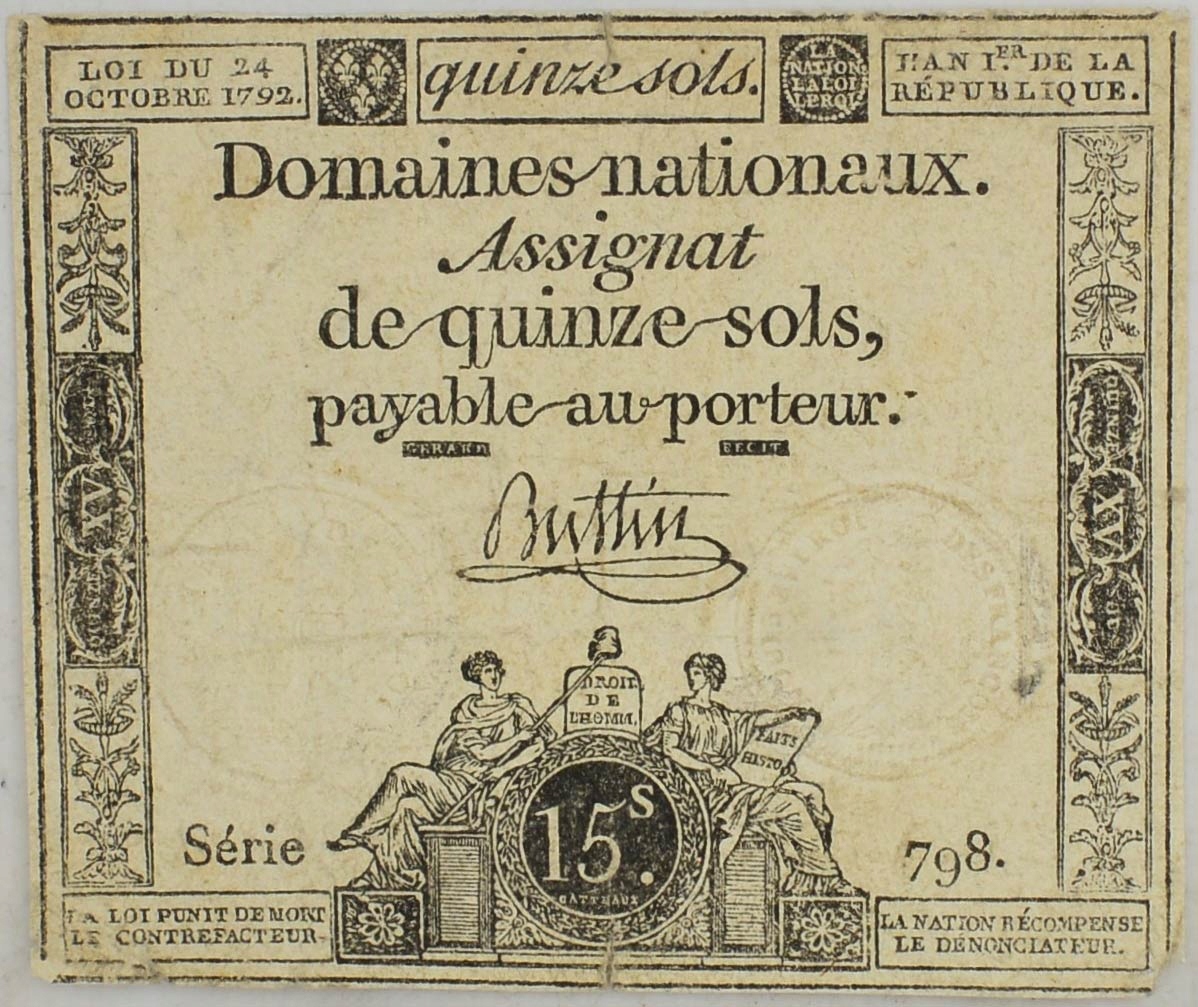 LOI DU 24
OCTOBRE 1792.
quinze sols.
LA
NATION
LA LOI
LE ROI
L'AN I.ER DE LA
RÉPUBLIQUE.
Domaines nationaux.
Assignat
de quinze sols,
payable au porteur.
GERARD FECIT
Buttin
XV
XV
DROIT.
DE
L'HOMM.
FAITS
HISTO.
15s.
GATTEAUX
Série 798.
LA LOI PUNIT DE MORT
LE CONTREFACTEUR.
LA NATION RÉCOMPENSE
LE DÉNONCIATEUR.